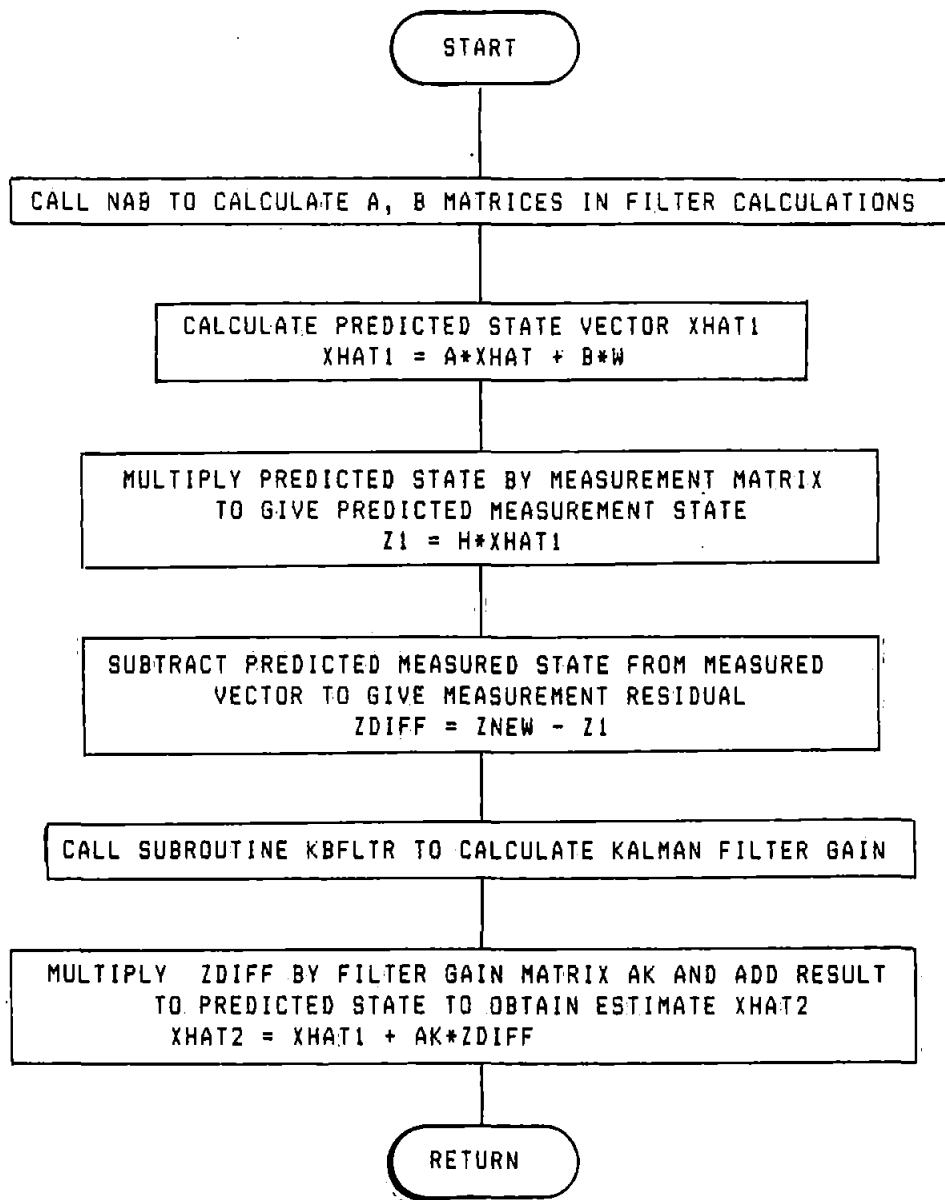 START
CALL NAB TO CALCULATE A, B MATRICES IN FILTER CALCULATIONS
CALCULATE PREDICTED STATE VECTOR XHAT1
XHAT1 = A*XHAT + B*W
MULTIPLY PREDICTED STATE BY MEASUREMENT MATRIX
TO GIVE PREDICTED MEASUREMENT STATE
Z1 = H*XHAT1
SUBTRACT PREDICTED MEASURED STATE FROM MEASURED
VECTOR TO GIVE MEASUREMENT RESIDUAL
ZDIFF = ZNEW - Z1
CALL SUBROUTINE KBFLTR TO CALCULATE KALMAN FILTER GAIN
MULTIPLY ZDIFF BY FILTER GAIN MATRIX AK AND ADD RESULT
TO PREDICTED STATE TO OBTAIN ESTIMATE XHAT2
XHAT2 = XHAT1 + AK*ZDIFF
RETURN